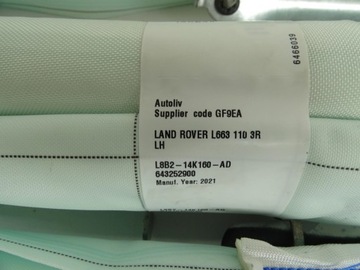 6466039
Autoliv
Supplier code GF9EA
LAND ROVER L663 110 3R
LH
L8B2-14K160-AD
643252900
Manuf. Year: 2021